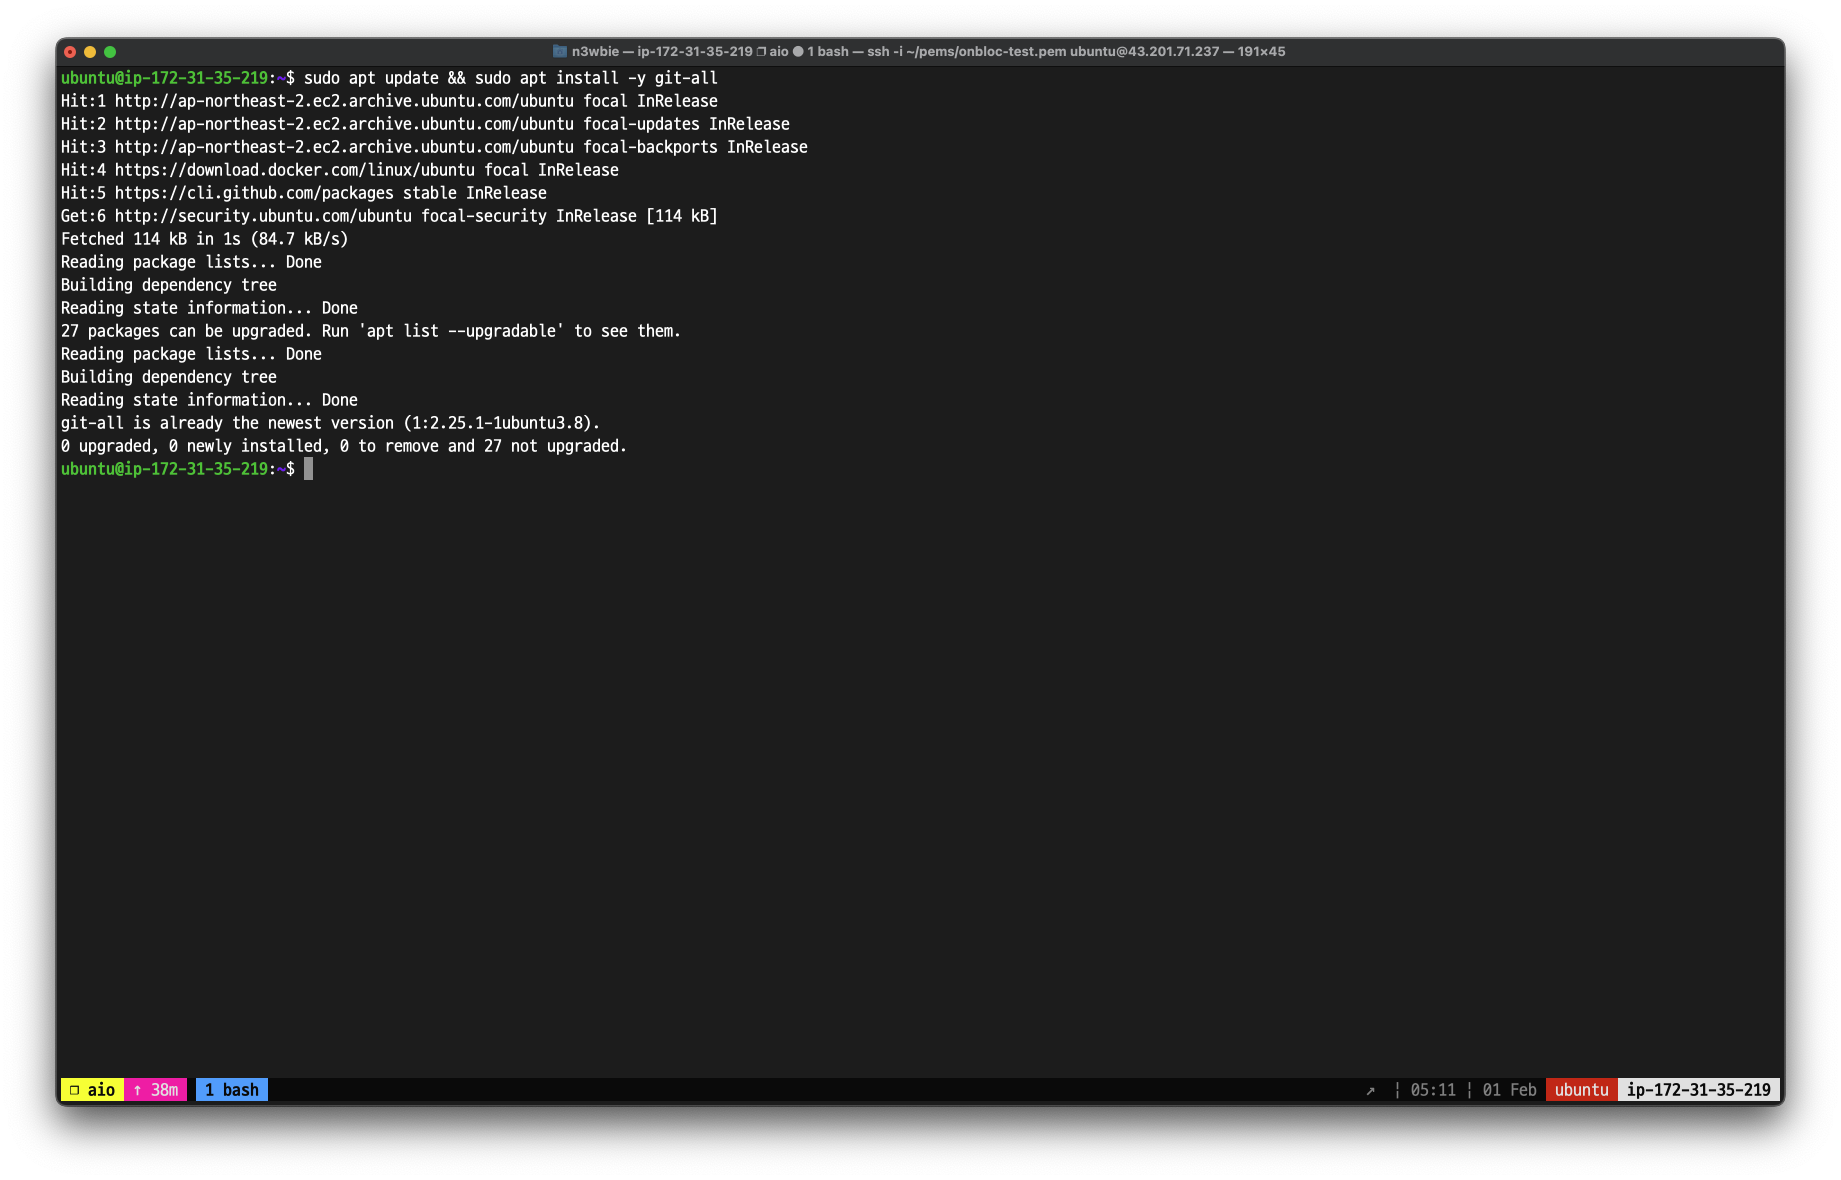 n3wbie — ip-172-31-35-219 ❐ aio ● 1 bash — ssh -i ~/pems/onbloc-test.pem ubuntu@43.201.71.237 — 191×45
ubuntu@ip-172-31-35-219:~$ sudo apt update && sudo apt install -y git-all
Hit:1 http://ap-northeast-2.ec2.archive.ubuntu.com/ubuntu focal InRelease
Hit:2 http://ap-northeast-2.ec2.archive.ubuntu.com/ubuntu focal-updates InRelease
Hit:3 http://ap-northeast-2.ec2.archive.ubuntu.com/ubuntu focal-backports InRelease
Hit:4 https://download.docker.com/linux/ubuntu focal InRelease
Hit:5 https://cli.github.com/packages stable InRelease
Get:6 http://security.ubuntu.com/ubuntu focal-security InRelease [114 kB]
Fetched 114 kB in 1s (84.7 kB/s)
Reading package lists... Done
Building dependency tree
Reading state information... Done
27 packages can be upgraded. Run 'apt list --upgradable' to see them.
Reading package lists... Done
Building dependency tree
Reading state information... Done
git-all is already the newest version (1:2.25.1-1ubuntu3.8).
0 upgraded, 0 newly installed, 0 to remove and 27 not upgraded.
ubuntu@ip-172-31-35-219:~$
❐ aio ↑ 38m 1 bash ↗ ¦ 05:11 ¦ 01 Feb ubuntu ip-172-31-35-219